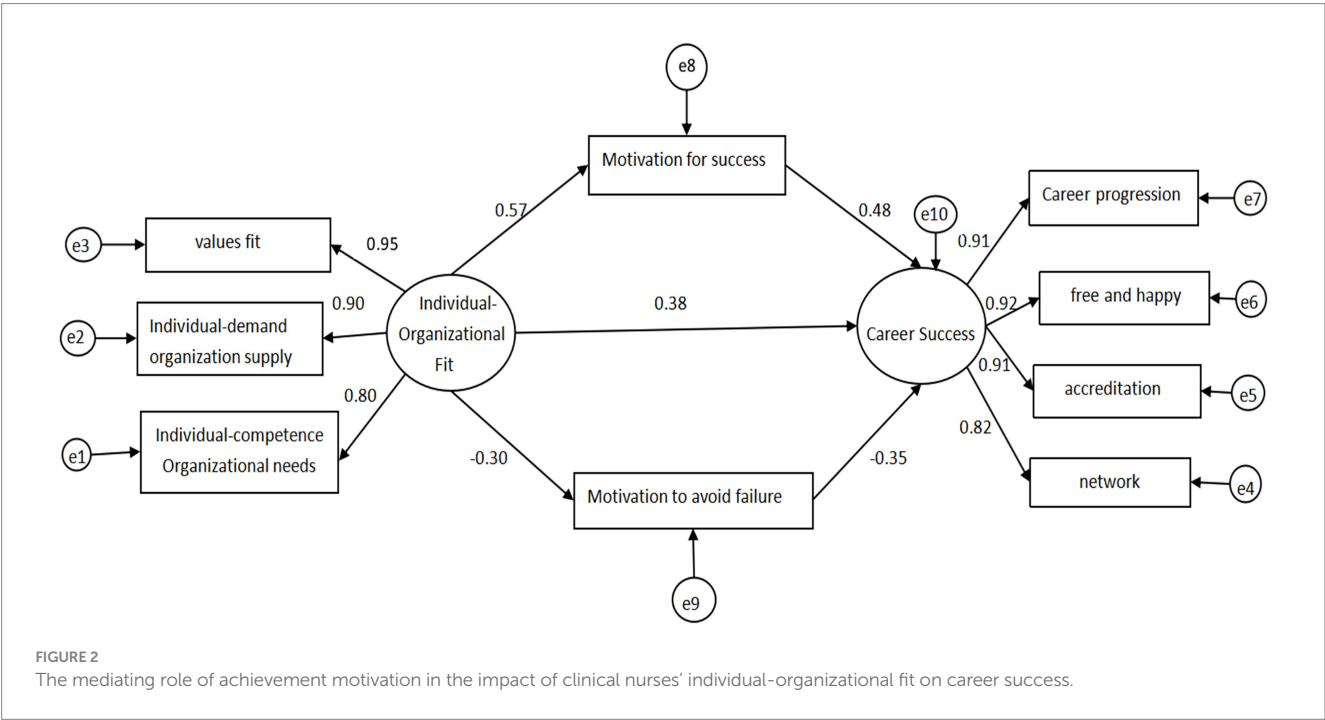 e8
Motivation for success
0.57
0.48
e10
Career progression
e7
0.91
e3
values fit
0.95
e2
Individual-demand
organization supply
0.90
Individual-
Organizational
Fit
0.38
Career Success
0.92
free and happy
e6
0.91
accreditation
e5
e1
Individual-competence
Organizational needs
0.80
-0.30
-0.35
0.82
network
e4
Motivation to avoid failure
e9
FIGURE 2
The mediating role of achievement motivation in the impact of clinical nurses’ individual-organizational fit on career success.